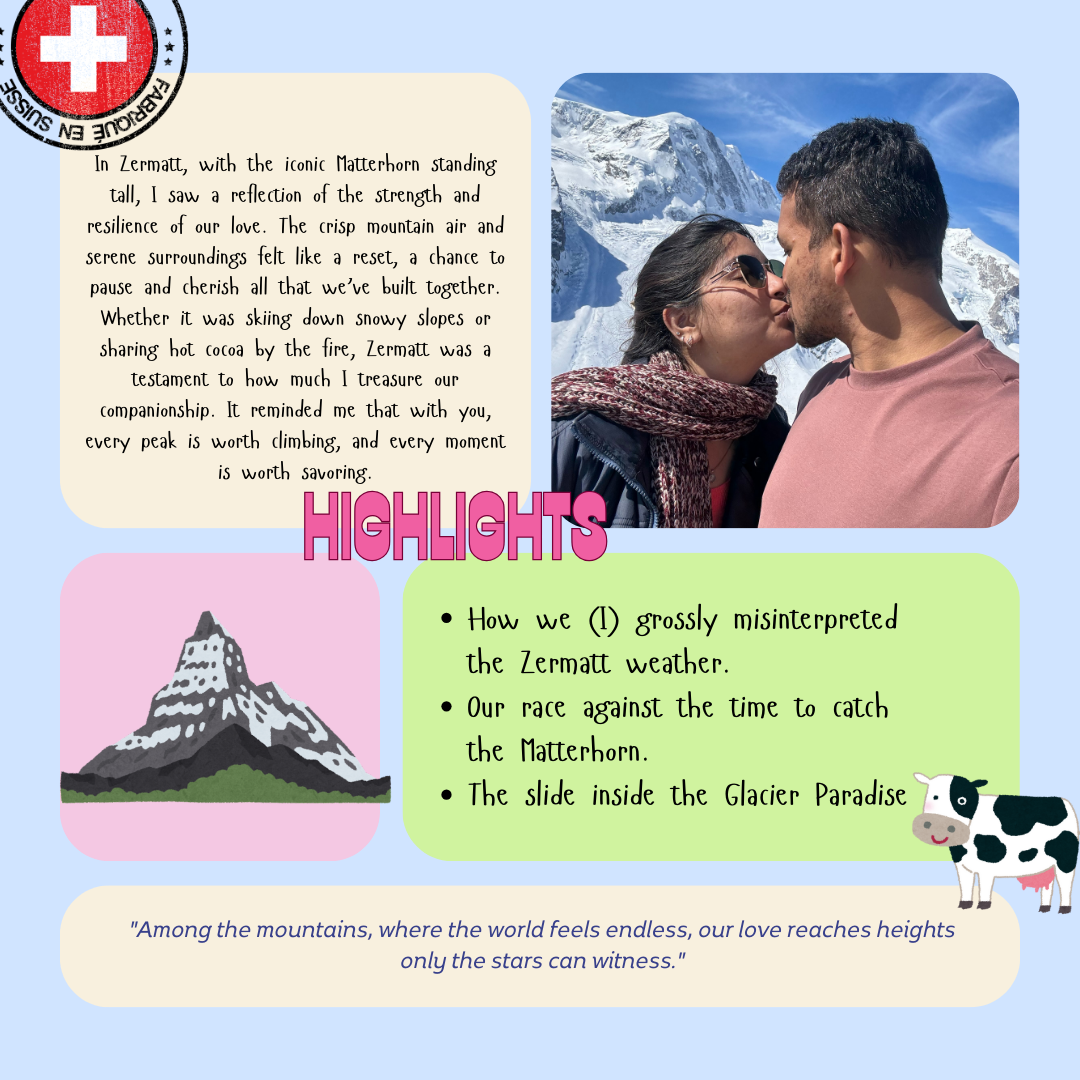 FABRIQUÉ EN SUISSE
In Zermatt, with the iconic Matterhorn standing
tall, I saw a reflection of the strength and
resilience of our love. The crisp mountain air and
serene surroundings felt like a reset, a chance to
pause and cherish all that we've built together.
Whether it was skiing down snowy slopes or
sharing hot cocoa by the fire, Zermatt was a
testament to how much I treasure our
companionship. It reminded me that with you,
every peak is worth climbing, and every moment
is worth savoring.
HIGHLIGHTS
• How we (I) grossly misinterpreted
the Zermatt weather.
• Our race against the time to catch
the Matterhorn.
• The slide inside the Glacier Paradise
"Among the mountains, where the world feels endless, our love reaches heights
only the stars can witness."